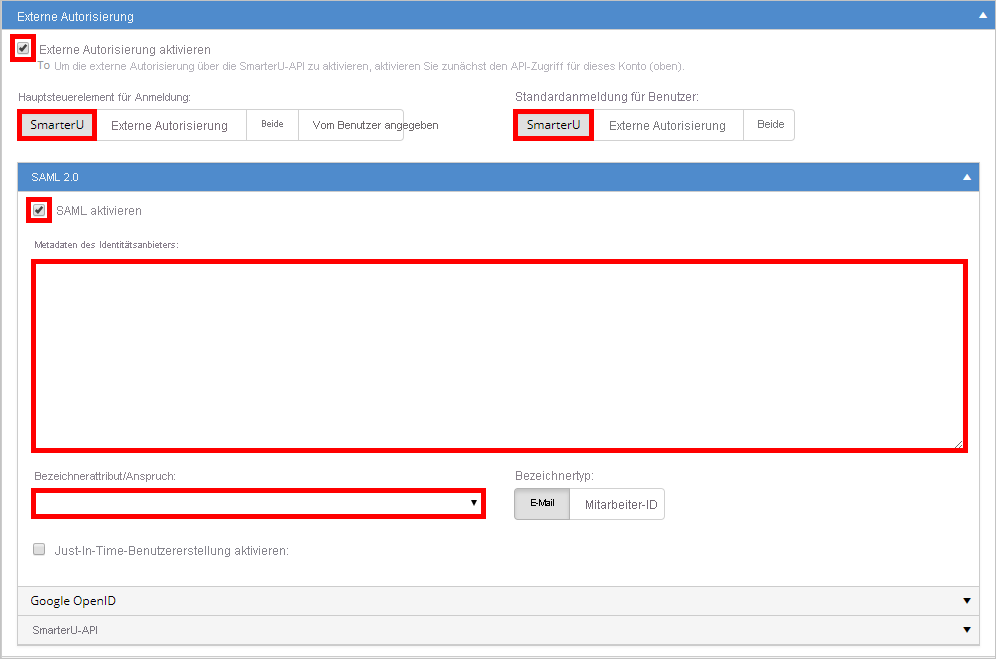 Externe Autorisierung
Externe Autorisierung aktivieren
To Um die externe Autorisierung über die SmarterU-API zu aktivieren, aktivieren Sie zunächst den API-Zugriff für dieses Konto (oben).
Hauptsteuerelement für Anmeldung: Standardanmeldung für Benutzer:
SmarterU Externe Autorisierung Beide Vom Benutzer angegeben SmarterU Externe Autorisierung Beide
SAML 2.0
SAML aktivieren
Metadaten des Identitätsanbieters:
Bezeichnerattribut/Anspruch: Bezeichnertyp:
E-Mail Mitarbeiter-ID
Just-In-Time-Benutzererstellung aktivieren:
Google OpenID
SmarterU-API